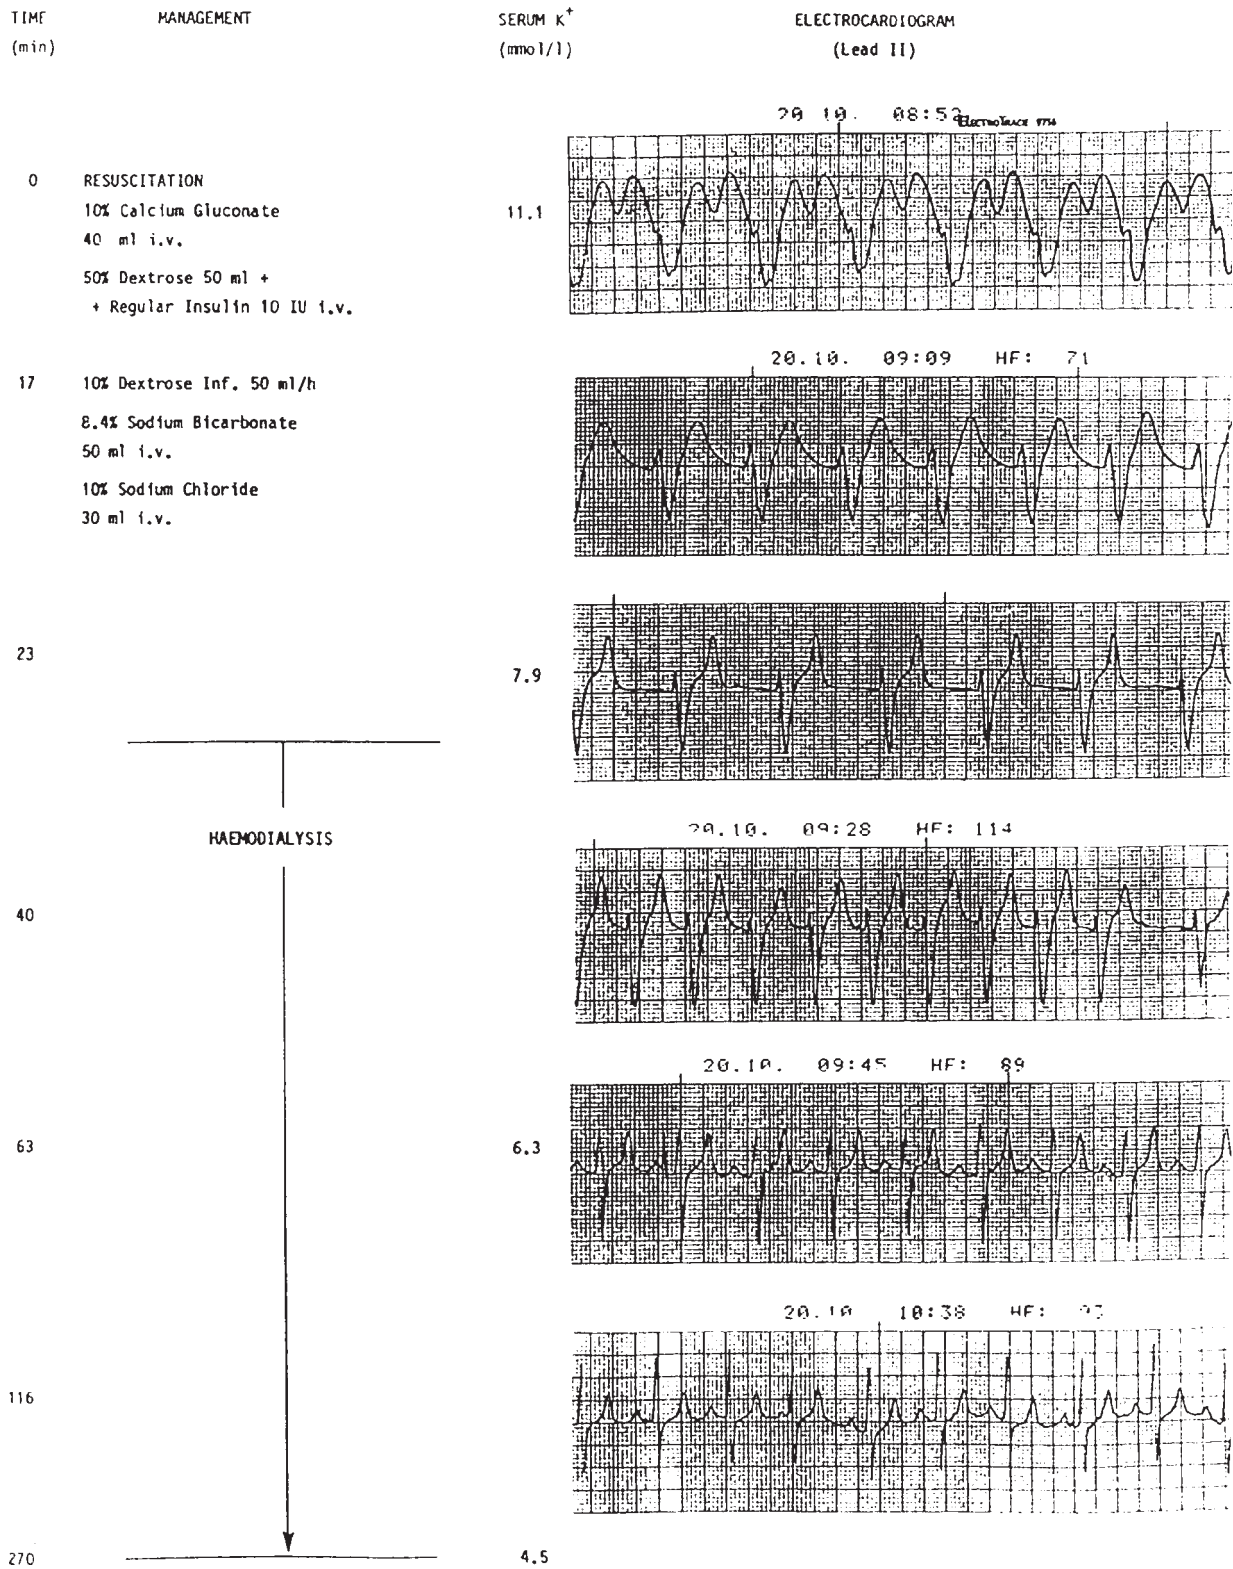 TIME MANAGEMENT SERUM K+ ELECTROCARDIOGRAM
(min) (mmol/l) (Lead II)
20 10. 08:52 ElectroTrace
0 RESUSCITATION
10% Calcium Gluconate 11.1
40 ml i.v.
50% Dextrose 50 ml +
+ Regular Insulin 10 IU i.v.
20.10. 09:09 HF: 71
17 10% Dextrose Inf. 50 ml/h
8.4% Sodium Bicarbonate
50 ml i.v.
10% Sodium Chloride
30 ml i.v.
23 7.9
20.10. 09:28 HF: 114
HAEMODIALYSIS
40
20.10. 09:45 HF: 89
63 6.3
20.10 10:38 HF:
116
270 4.5